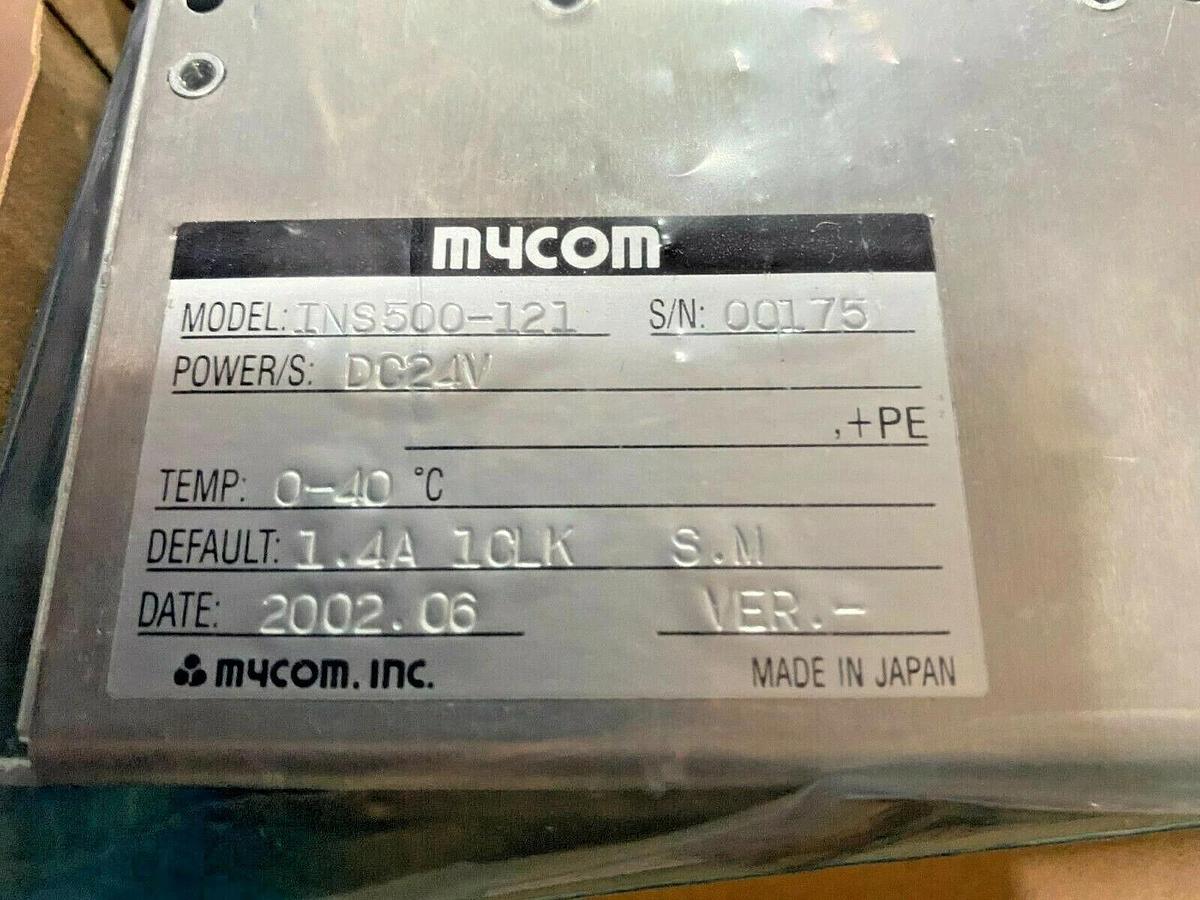 mycom
MODEL: INS500-121 S/N: 00175
POWER/S: DC24V
,+PE
TEMP: 0-40 °C
DEFAULT: 1.4A 1CLK S.M
DATE: 2002.06 VER.-
mycom. inc. MADE IN JAPAN